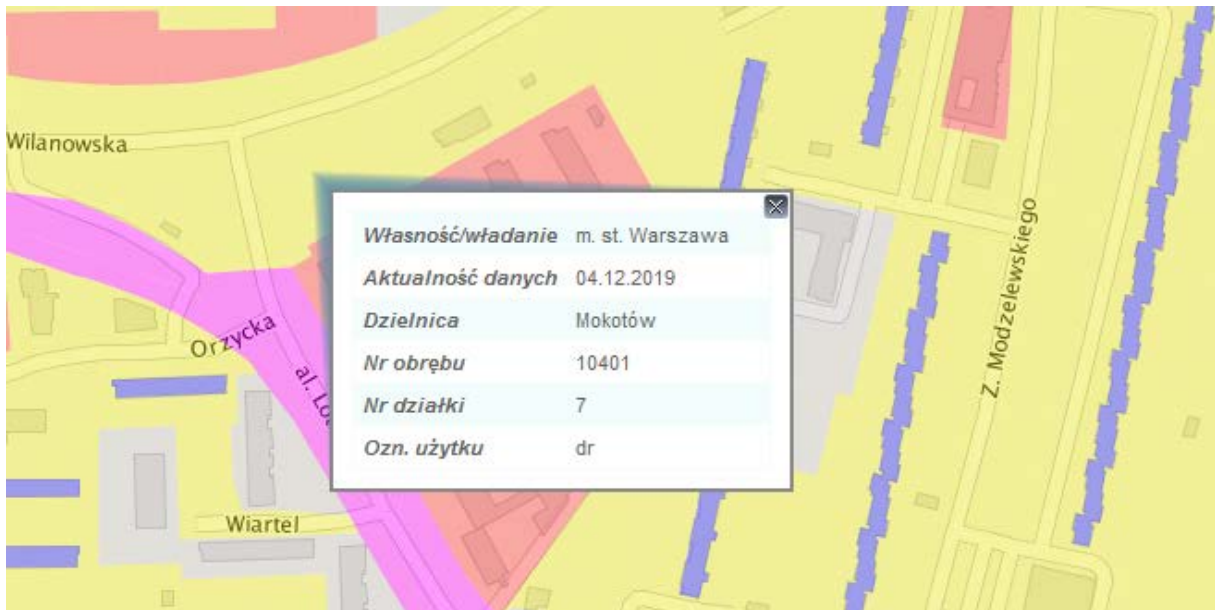 Wilanowska
Własność/władanie m. st. Warszawa
Aktualność danych 04.12.2019
Dzielnica Mokotów
Nr obrębu 10401
Nr działki 7
Ozn. użytku dr
Orzycka
al. Lo
Z. Modzelewskiego
Wiartel